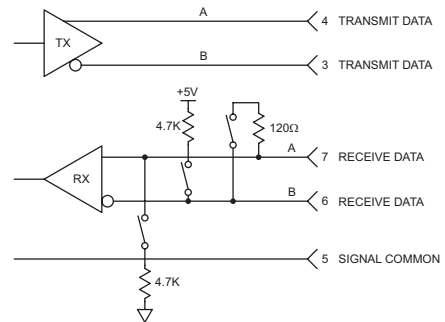 A
4 TRANSMIT DATA
TX
B
3 TRANSMIT DATA
+5V
4.7K
120Ω
A
7 RECEIVE DATA
RX
B
6 RECEIVE DATA
5 SIGNAL COMMON
4.7K